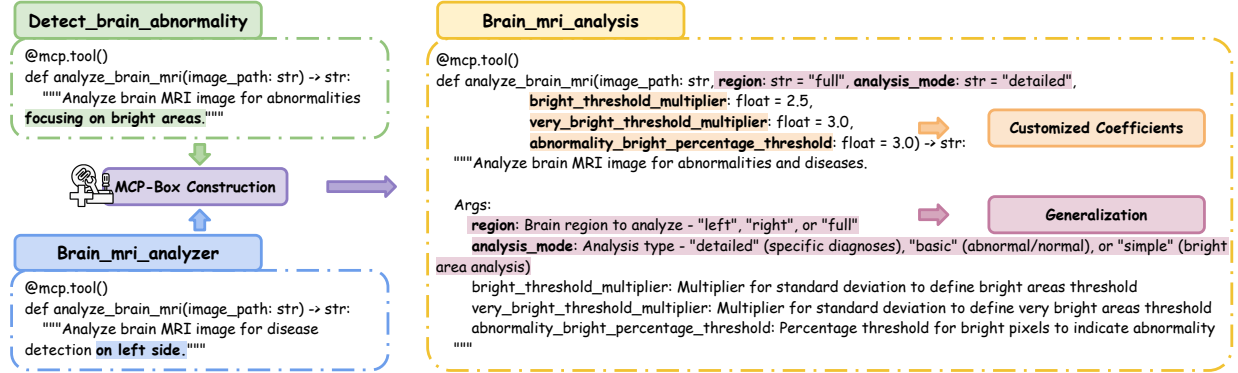 Detect_brain_abnormality
@mcp.tool()
def analyze_brain_mri(image_path: str) -> str:
"""Analyze brain MRI image for abnormalities
focusing on bright areas."""
MCP-Box Construction
Brain_mri_analyzer
@mcp.tool()
def analyze_brain_mri(image_path: str) -> str:
"""Analyze brain MRI image for disease
detection on left side."""
Brain_mri_analysis
@mcp.tool()
def analyze_brain_mri(image_path: str, region: str = "full", analysis_mode: str = "detailed",
bright_threshold_multiplier: float = 2.5,
very_bright_threshold_multiplier: float = 3.0,
abnormality_bright_percentage_threshold: float = 3.0) -> str:
"""Analyze brain MRI image for abnormalities and diseases.
Customized Coefficients
Args:
region: Brain region to analyze - "left", "right", or "full"
Generalization
analysis_mode: Analysis type - "detailed" (specific diagnoses), "basic" (abnormal/normal), or "simple" (bright
area analysis)
bright_threshold_multiplier: Multiplier for standard deviation to define bright areas threshold
very_bright_threshold_multiplier: Multiplier for standard deviation to define very bright areas threshold
abnormality_bright_percentage_threshold: Percentage threshold for bright pixels to indicate abnormality
"""